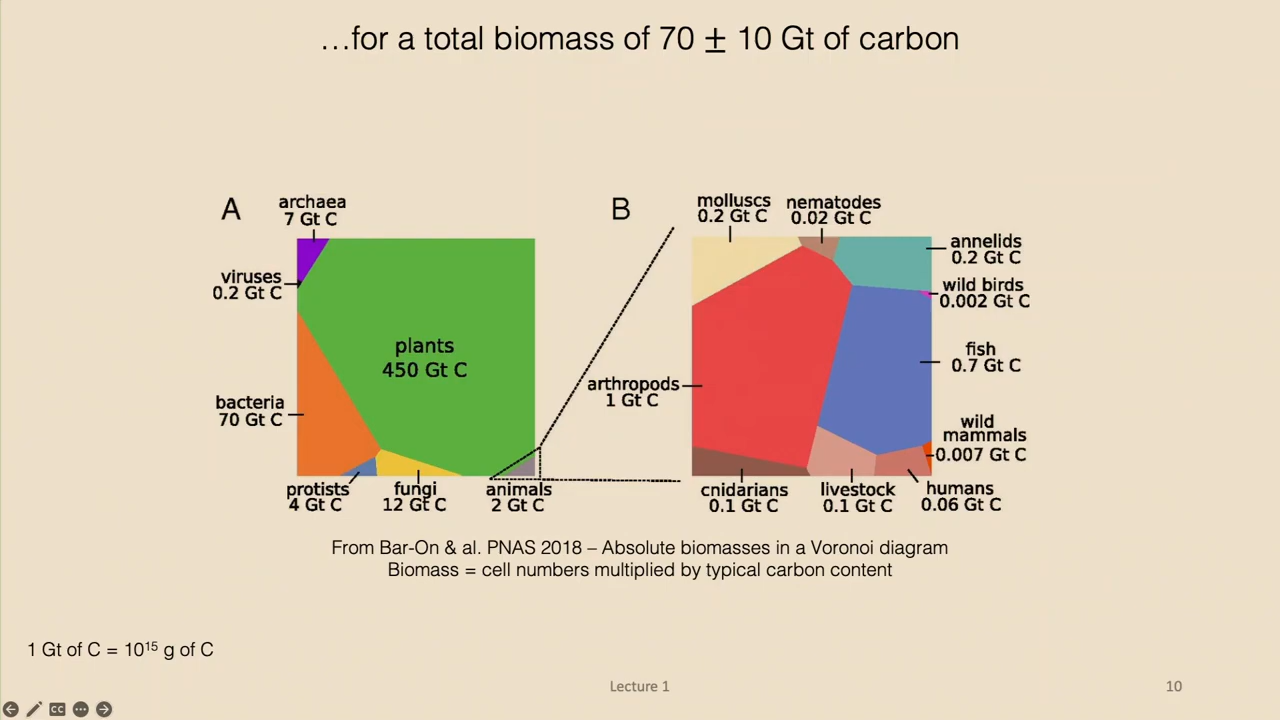 …for a total biomass of 70 ± 10 Gt of carbon
A
archaea
7 Gt C
viruses
0.2 Gt C
plants
450 Gt C
bacteria
70 Gt C
protists
4 Gt C
fungi
12 Gt C
animals
2 Gt C
B
molluscs
0.2 Gt C
nematodes
0.02 Gt C
annelids
0.2 Gt C
wild birds
0.002 Gt C
fish
0.7 Gt C
arthropods
1 Gt C
wild
mammals
0.007 Gt C
cnidarians
0.1 Gt C
livestock
0.1 Gt C
humans
0.06 Gt C
From Bar-On & al. PNAS 2018 – Absolute biomasses in a Voronoi diagram
Biomass = cell numbers multiplied by typical carbon content
1 Gt of C = 10¹⁵ g of C
Lecture 1
10
CC